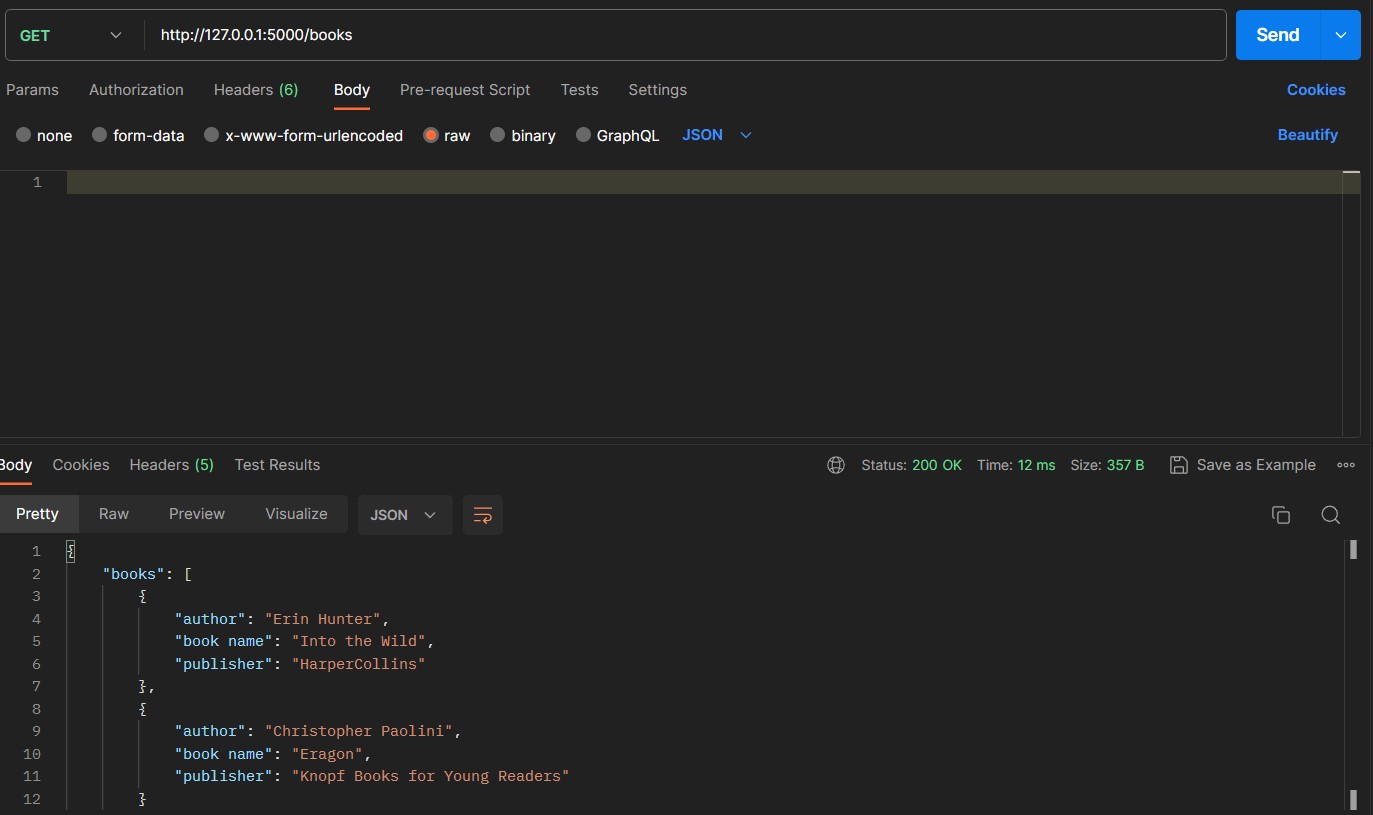 GET http://127.0.0.1:5000/books Send
Params Authorization Headers (6) Body Pre-request Script Tests Settings Cookies
none form-data x-www-form-urlencoded raw binary GraphQL JSON Beautify
1
Body Cookies Headers (5) Test Results Status: 200 OK Time: 12 ms Size: 357 B Save as Example
Pretty Raw Preview Visualize JSON
1 {
2 "books": [
3 {
4 "author": "Erin Hunter",
5 "book name": "Into the Wild",
6 "publisher": "HarperCollins"
7 },
8 {
9 "author": "Christopher Paolini",
10 "book name": "Eragon",
11 "publisher": "Knopf Books for Young Readers"
12 }